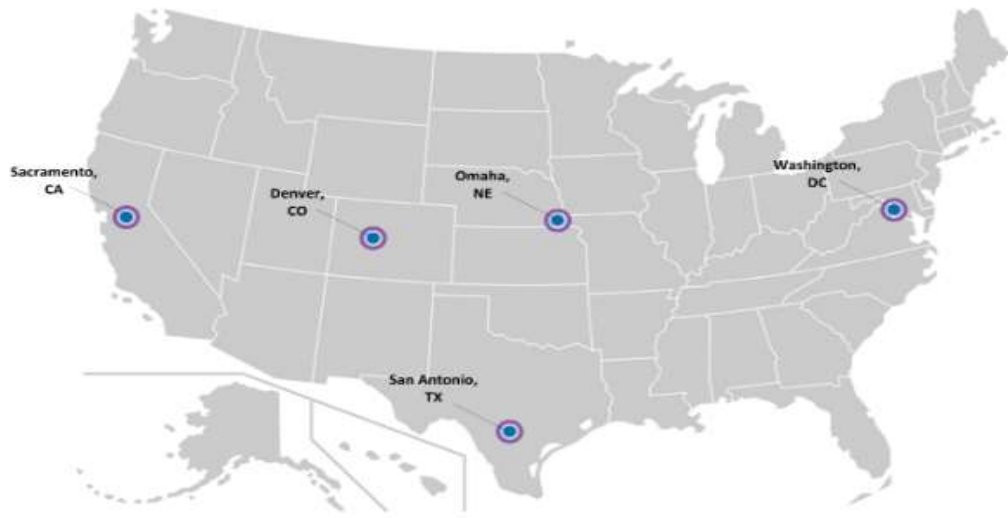 Sacramento,
CA
Denver,
CO
Omaha,
NE
Washington,
DC
San Antonio,
TX